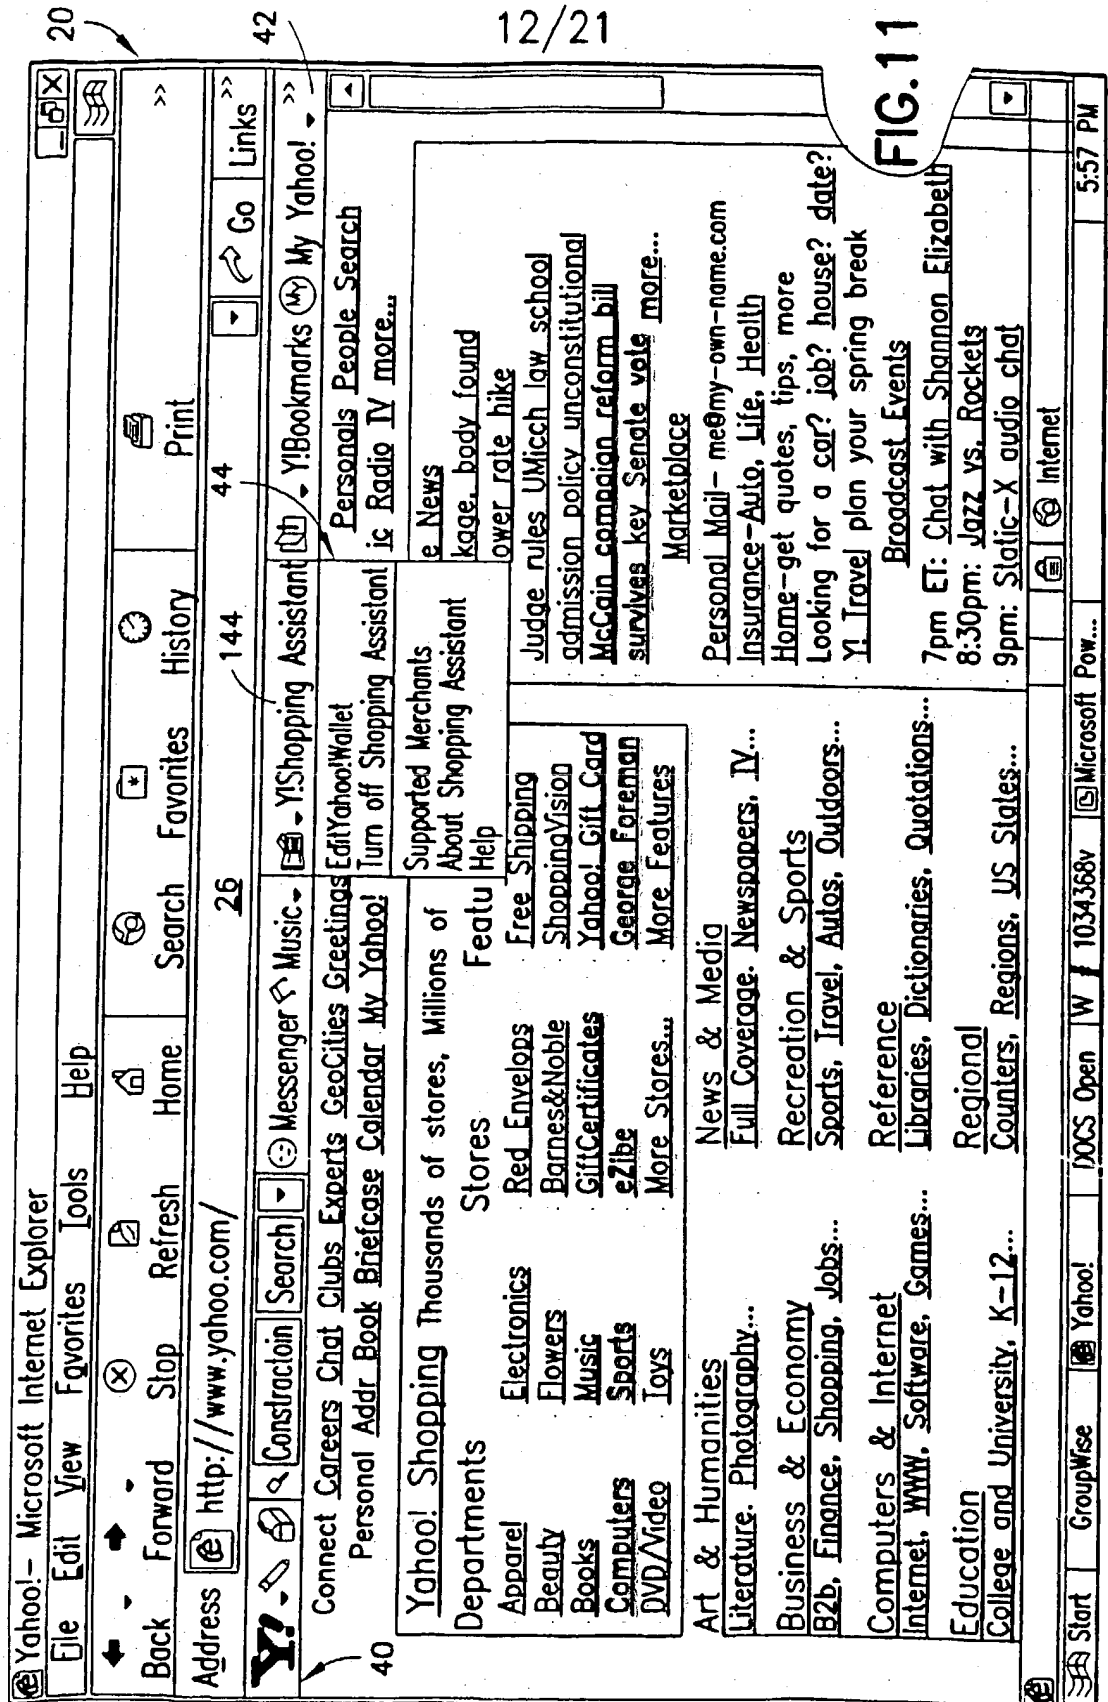 12/21
20
Yahoo!- Microsoft Internet Explorer
File Edit View Favorites Tools Help
Back Forward Stop Refresh Home Search Favorites History Print >>
Address http://www.yahoo.com/ 26 Go Links >>
144
44
42
Y! Constractoin Search Messenger Music Y!Shopping Assistant Y!Bookmarks MY My Yahoo! >>
40
EditYahoo!Wallet
Turn off Shopping Assistant
Supported Merchants
About Shopping Assistant
Help
Connect Careers Chat Clubs Experts GeoCities Greetings Personals People Search
Personal Addr Book Briefcase Calendar My Yahoo! ic Radio TV more...
Yahoo! Shopping Thousands of stores, Millions of
Departments Stores Featu
Apparel Electronics Red Envelops Free Shipping
Beauty Flowers Barnes&Noble ShoppingVision
Books Music GiftCertificates Yahoo! Gift Card
Computers Sports eZibe George Foreman
DVD/Video Toys More Stores... More Features
Art & Humanities
Literature. Photography...
Business & Economy
B2b, Finance, Shopping, Jobs...
Computers & Internet
Internet, WWW, Software, Games...
Education
College and University, K-12...
News & Media
Full Coverage. Newspapers, TV...
Recreation & Sports
Sports, Travel, Autos, Outdoors...
Reference
Libraries, Dictionaries, Quotations...
Regional
Counters, Regions, US States...
e News
kage, body found
ower rate hike
Judge rules UMicch law school
admission policy unconstitutional
McCain compaion reform bill
survives key Senate vote more...
Marketplace
Personal Mail- me@my-own-name.com
Insurance-Auto, Life, Health
Home-get quotes, tips, more
Looking for a car? job? house? date?
Y! Travel plan your spring break
Broadcast Events
7pm ET: Chat with Shannon Elizabeth
8:30pm: Jazz vs. Rockets
9pm: Static-X audio chat
Internet
Start GroupWise Yahoo! DOCS Open W 1034368v Microsoft Pow... 5:57 PM
FIG.11